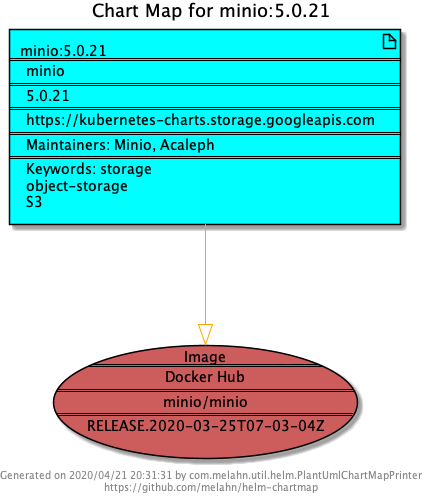 Chart Map for minio:5.0.21
minio:5.0.21
minio
5.0.21
https://kubernetes-charts.storage.googleapis.com
Maintainers: Minio, Acaleph
Keywords: storage
object-storage
S3
Image
Docker Hub
minio/minio
RELEASE.2020-03-25T07-03-04Z
Generated on 2020/04/21 20:31:31 by com.melahn.util.helm.PlantUmlChartMapPrinter
https://github.com/melahn/helm-chartmap